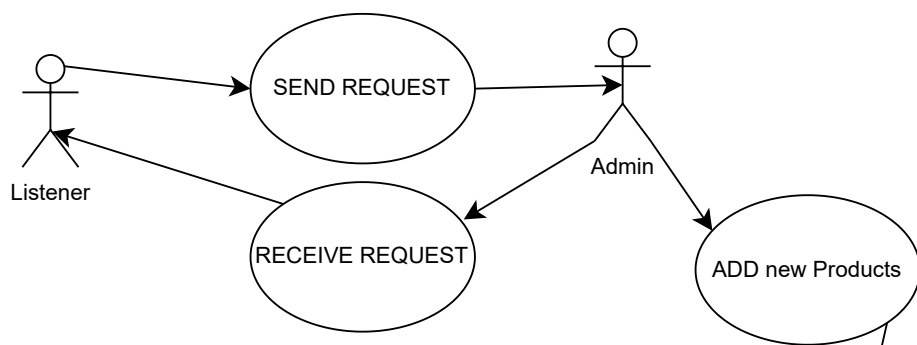 SEND REQUEST
Admin
Listener
RECEIVE REQUEST
ADD new Products